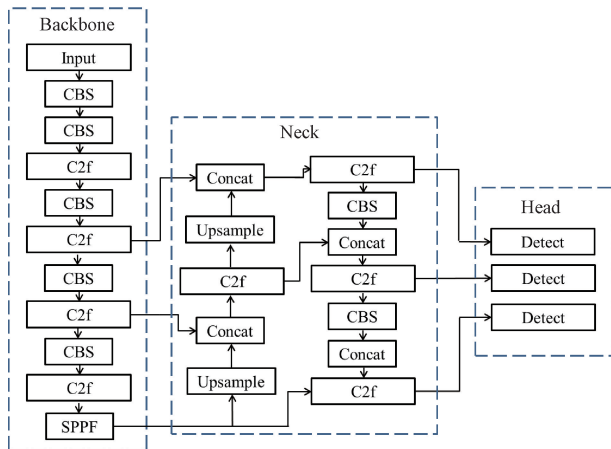 Backbone
Input
CBS
CBS
C2f
CBS
C2f
CBS
C2f
CBS
C2f
SPPF
Neck
Concat
Upsample
C2f
Concat
Upsample
C2f
CBS
Concat
C2f
CBS
Concat
C2f
Head
Detect
Detect
Detect